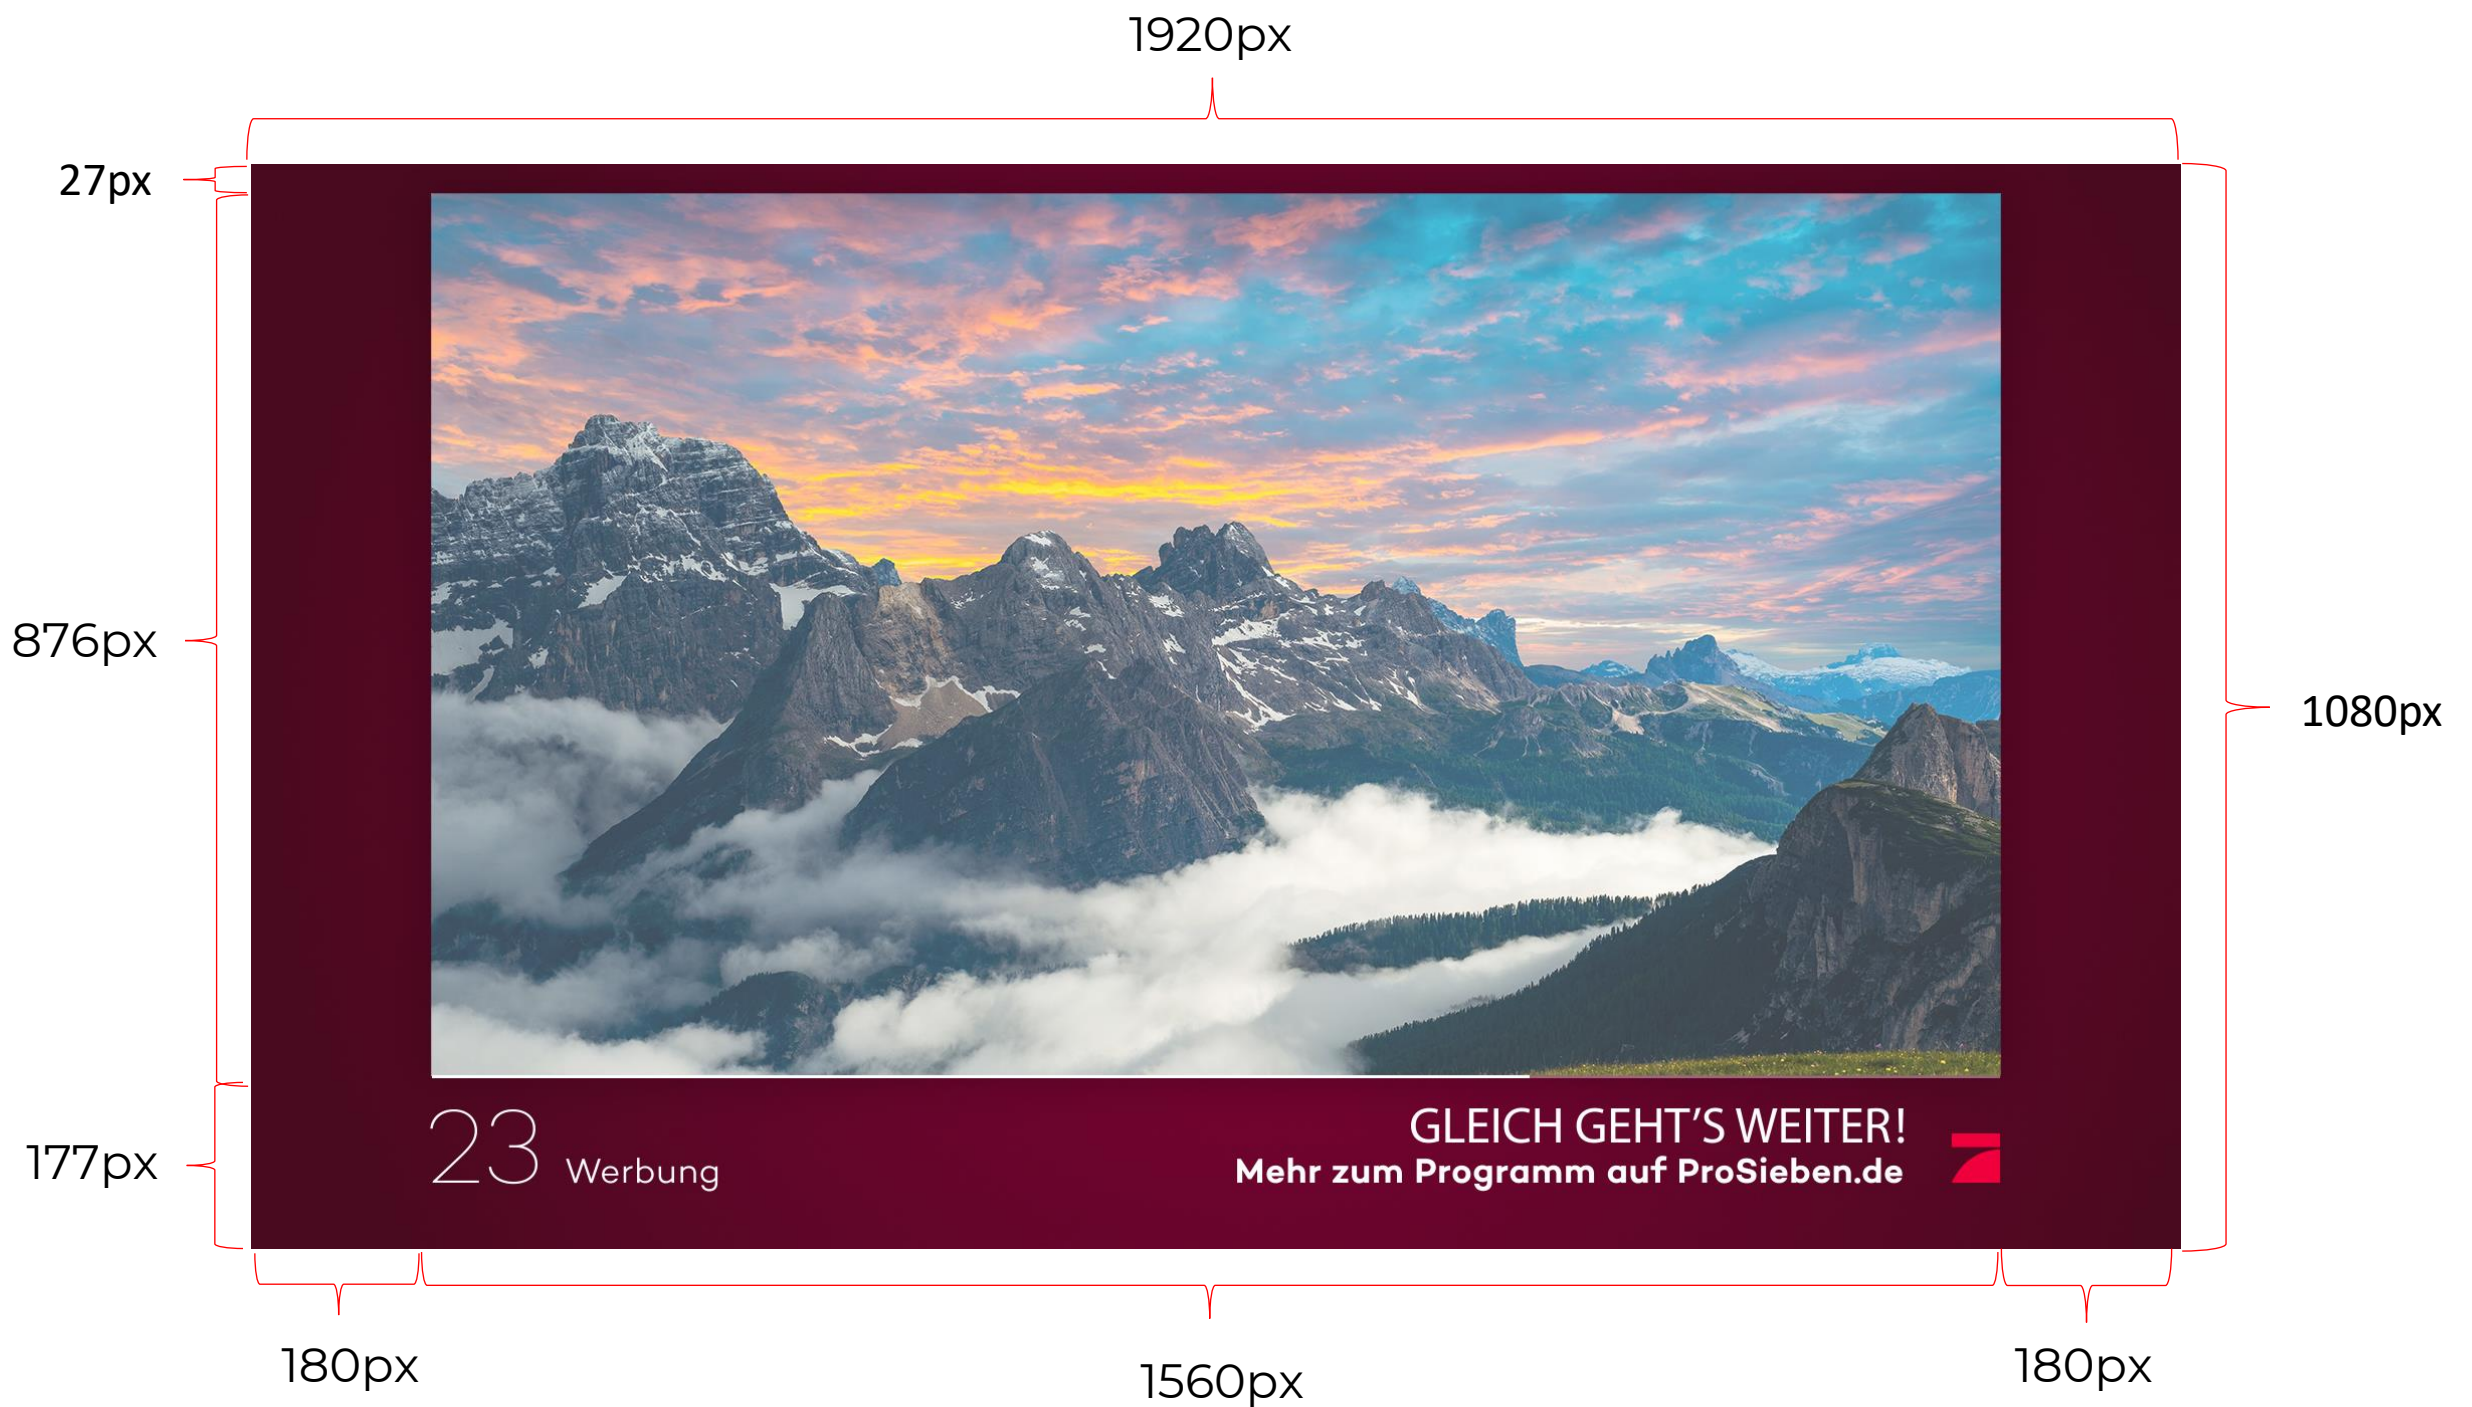 1920px
27px
876px
1080px
23 Werbung
GLEICH GEHT'S WEITER!
Mehr zum Programm auf ProSieben.de
177px
180px
1560px
180px